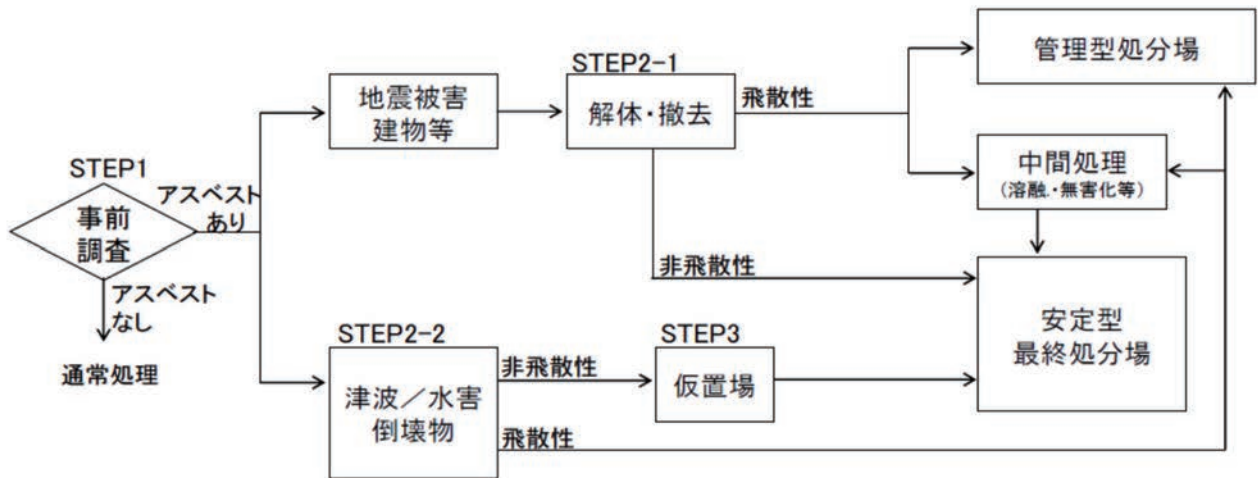 STEP1
事前
調査
アスベスト
あり
アスベスト
なし
通常処理
地震被害
建物等
STEP2-1
解体・撤去
飛散性
非飛散性
管理型処分場
中間処理
(溶融.・無害化等)
安定型
最終処分場
STEP2-2
津波／水害
倒壊物
非飛散性
飛散性
STEP3
仮置場